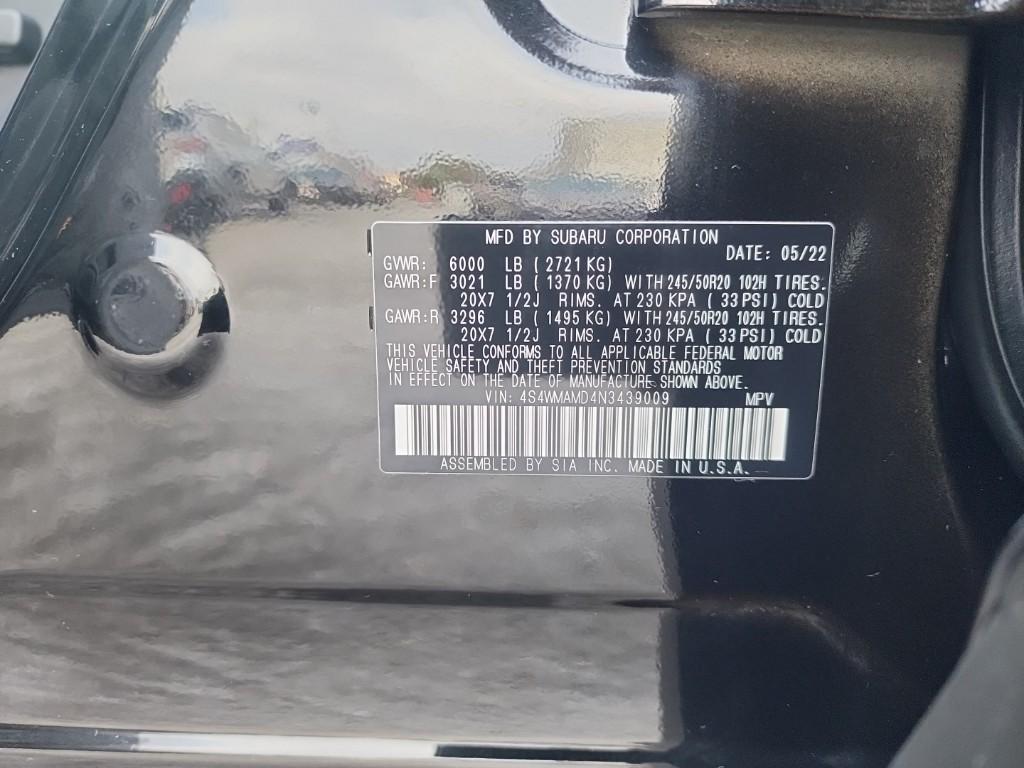 MFD BY SUBARU CORPORATION
DATE: 05/22
GVWR: 6000 LB ( 2721 KG)
GAWR: F 3021 LB ( 1370 KG) WITH 245/50R20 102H TIRES.
20X7 1/2J RIMS. AT 230 KPA ( 33 PSI) COLD
GAWR: R 3296 LB ( 1495 KG) WITH 245/50R20 102H TIRES.
20X7 1/2J RIMS. AT 230 KPA ( 33 PSI) COLD
THIS VEHICLE CONFORMS TO ALL APPLICABLE FEDERAL MOTOR
VEHICLE SAFETY AND THEFT PREVENTION STANDARDS
IN EFFECT ON THE DATE OF MANUFACTURE SHOWN ABOVE.
VIN: 4S4WMAMD4N3439009 MPV
ASSEMBLED BY SIA INC. MADE IN U.S.A.